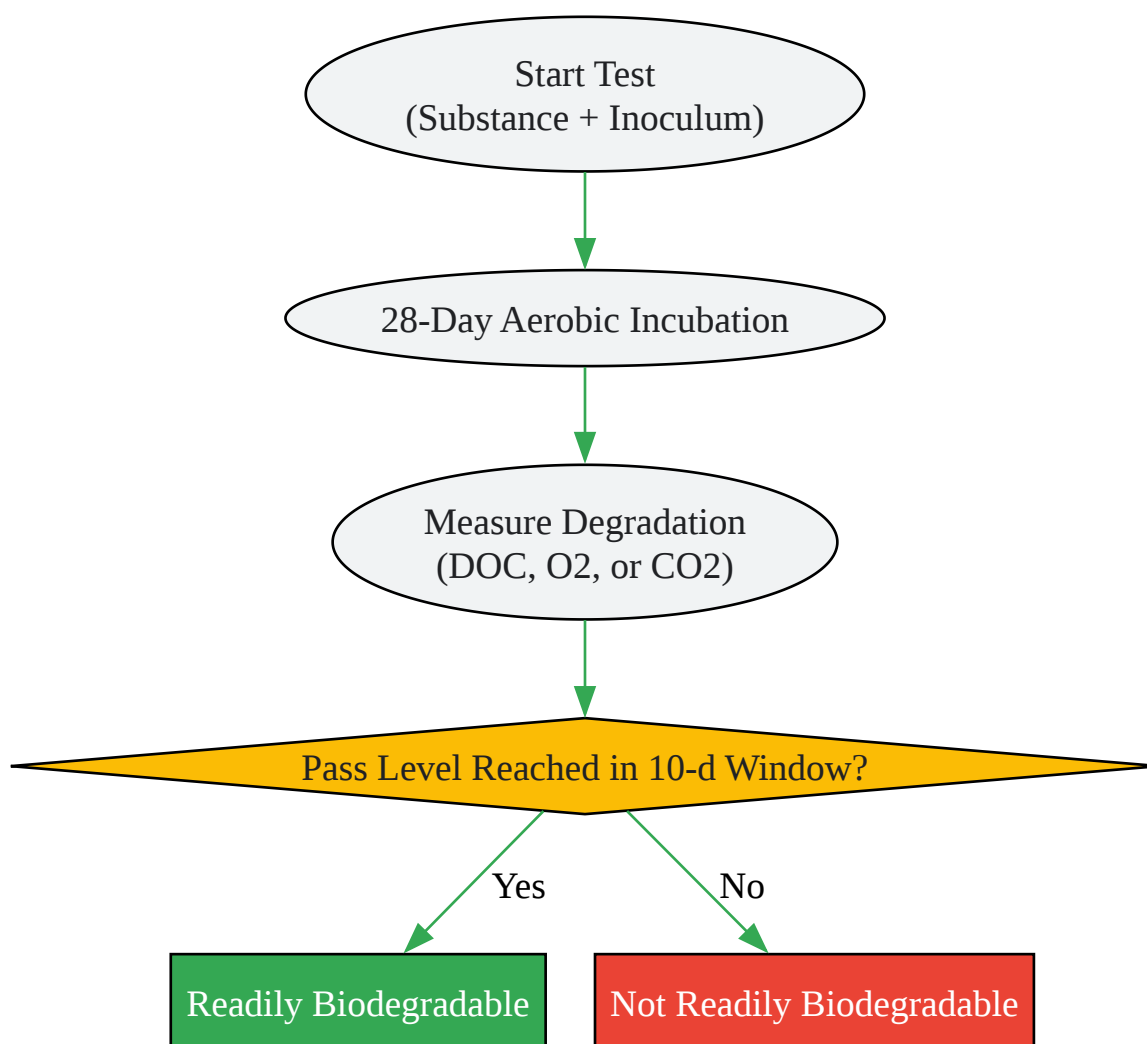 Start Test
(Substance + Inoculum)
28-Day Aerobic Incubation
Measure Degradation
(DOC, O2, or CO2)
Pass Level Reached in 10-d Window?
Yes
No
Readily Biodegradable
Not Readily Biodegradable